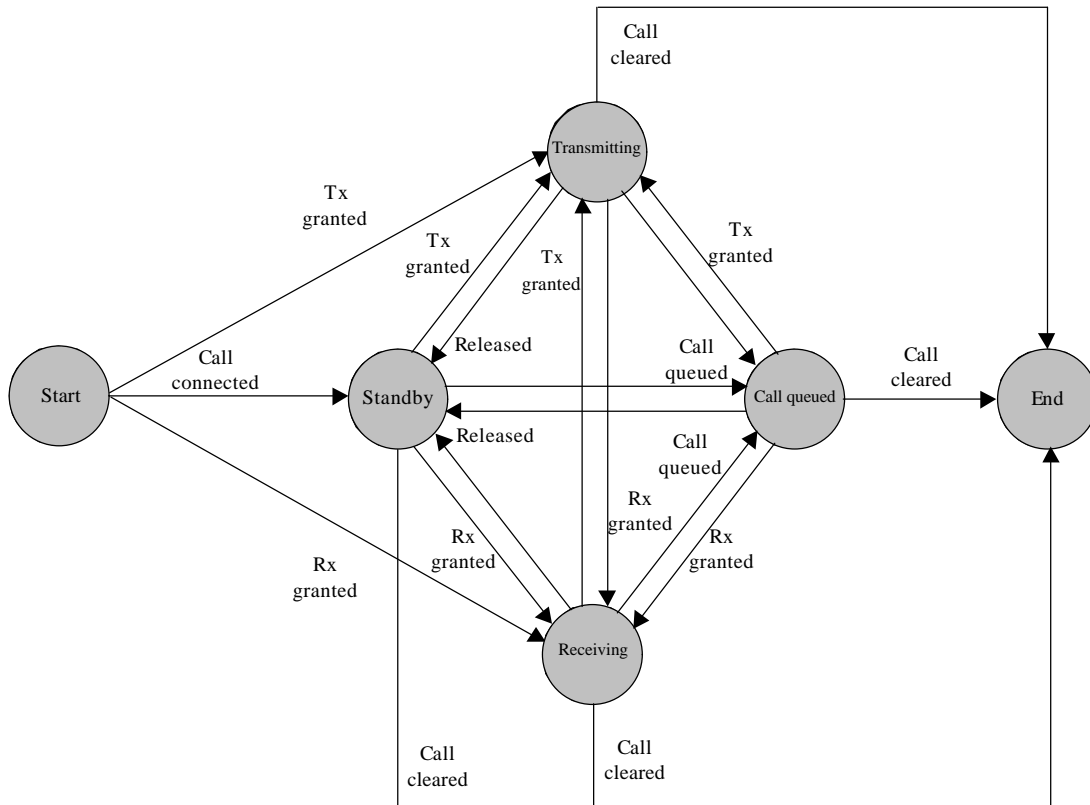 Call
cleared
Transmitting
Tx
granted
Tx
granted
Tx
granted
Tx
granted
Released
Call
connected
Call
queued
Call
cleared
Start
Standby
Call queued
End
Released
Call
queued
Rx
granted
Rx
granted
Rx
granted
Rx
granted
Receiving
Call
cleared
Call
cleared